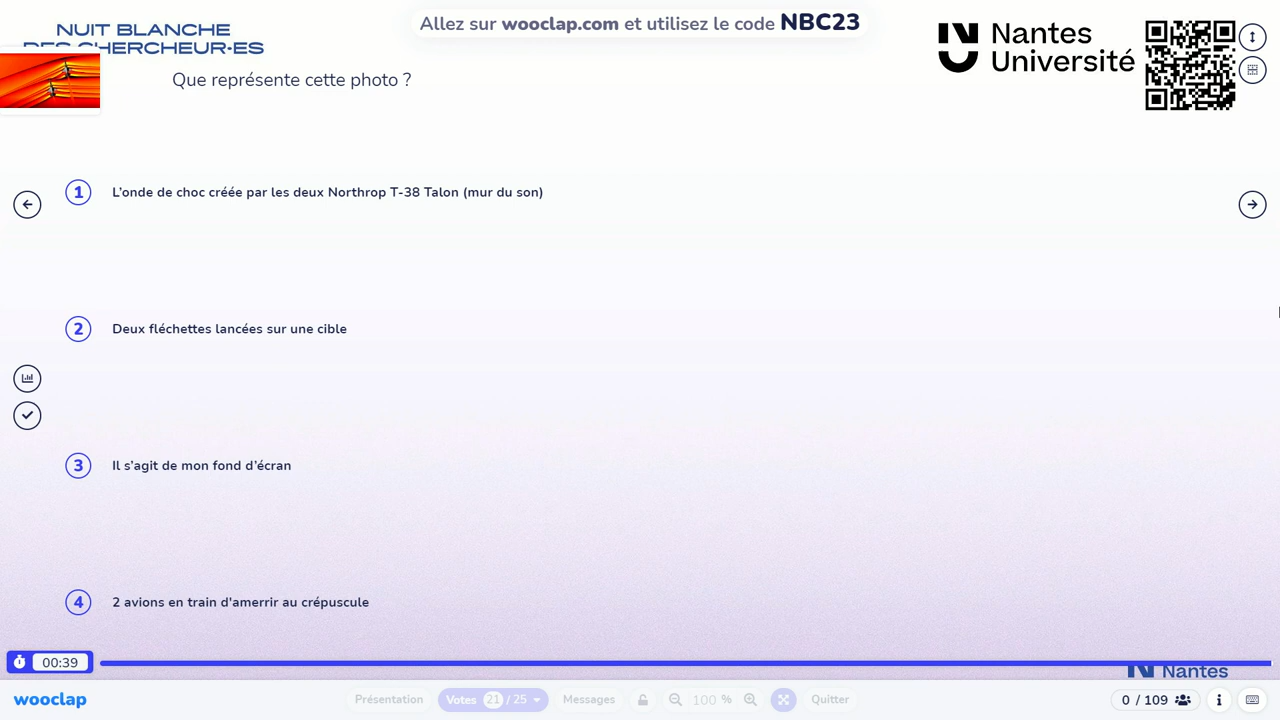 NUIT BLANCHE
DES CHERCHEUR·ES
Allez sur wooclap.com et utilisez le code NBC23
Nantes
Université
Que représente cette photo ?
1 L'onde de choc créée par les deux Northrop T-38 Talon (mur du son)
2 Deux fléchettes lancées sur une cible
3 Il s'agit de mon fond d'écran
4 2 avions en train d'amerrir au crépuscule
00:39
Nantes
wooclap
Présentation
Votes 21 / 25
Messages
100 %
Quitter
0 / 109